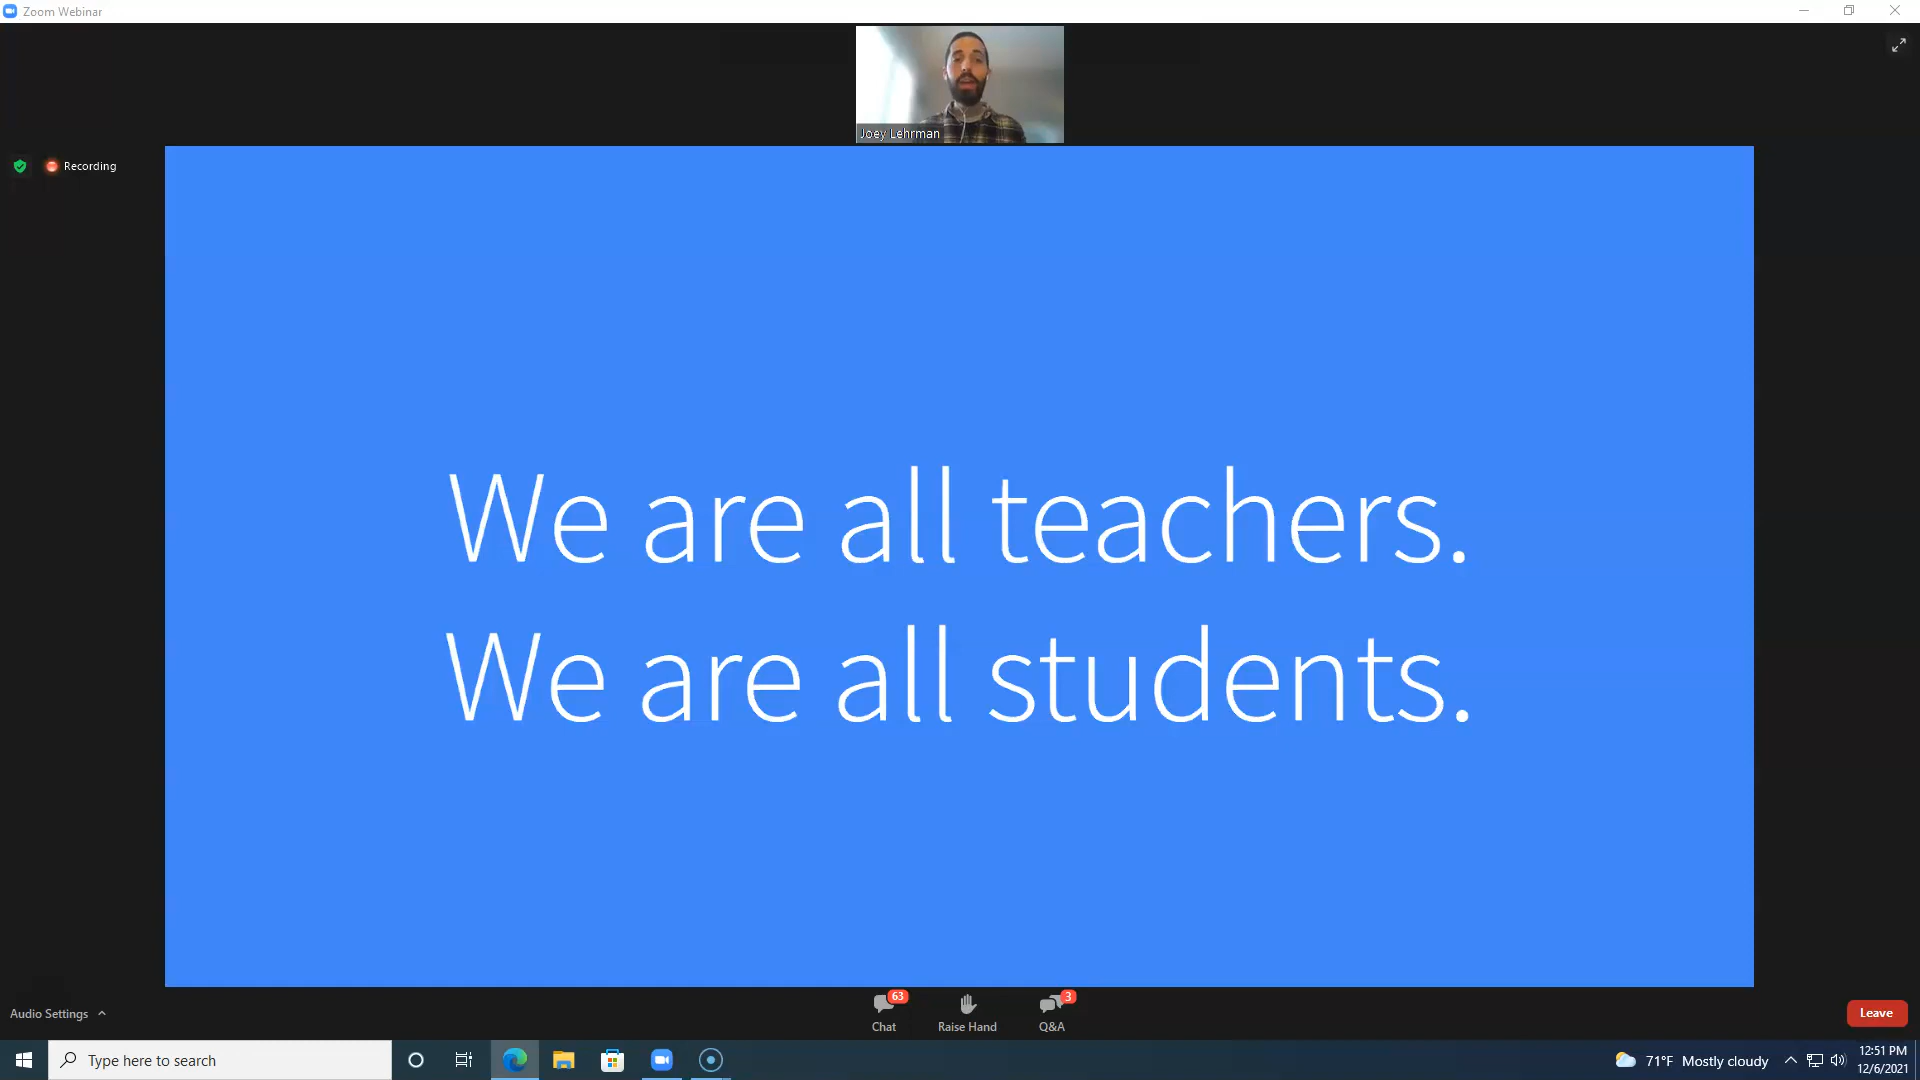 Zoom Webinar
Joey Lehrman
Recording
We are all teachers.
We are all students.
Audio Settings
63
Chat
Raise Hand
3
Q&A
Leave
Type here to search
71°F Mostly cloudy
12:51 PM
12/6/2021